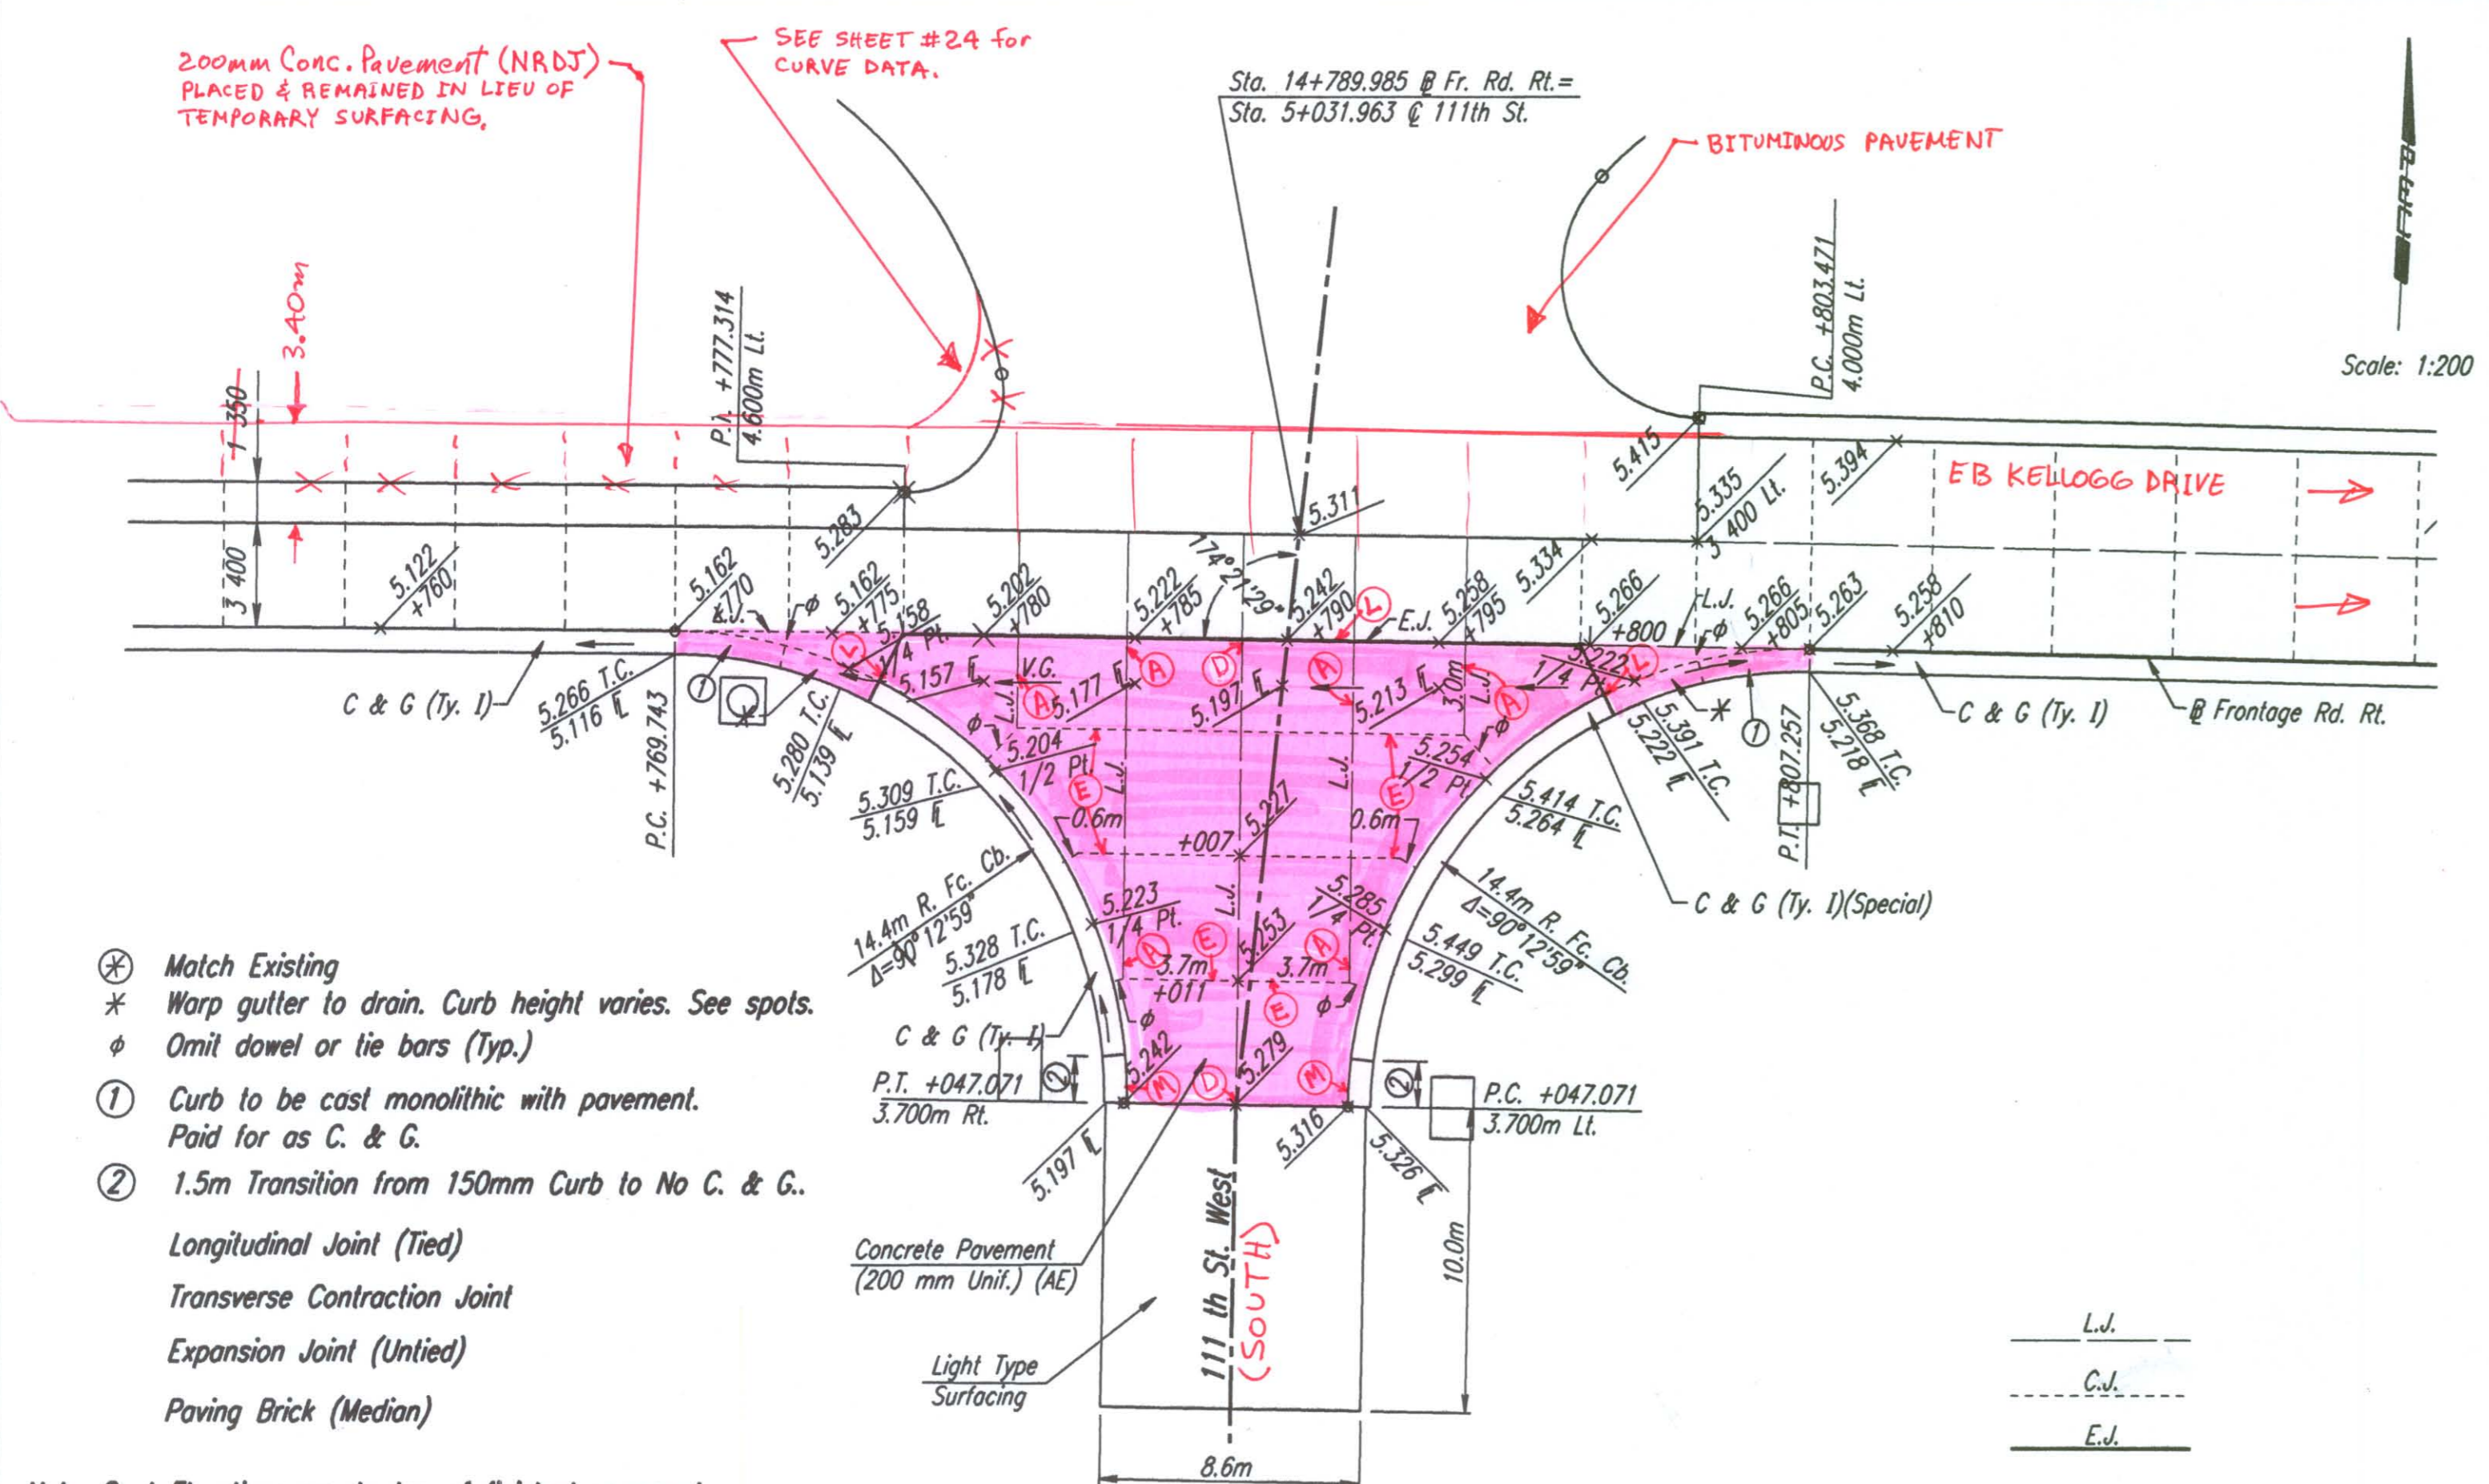 200mm Conc. Pavement (NRDJ)
PLACED & REMAINED IN LIEU OF
TEMPORARY SURFACING.
SEE SHEET #24 for
CURVE DATA.
Sta. 14+789.985 ⅊ Fr. Rd. Rt.=
Sta. 5+031.963 ℄ 111th St.
BITUMINOUS PAVEMENT
Scale: 1:200
3.40m
1 350
3 400
P.I. +777.314
4.600m Lt.
P.C. +803.471
4.000m Lt.
5.415
5.394
5.335
3 400 Lt.
EB KELLOGG DRIVE
5.283
5.311
174°21'29"
5.334
5.122
+760
5.162
+770
5.162
+775
5.158
1/4 Pt.
5.202
+780
5.222
+785
5.242
+790
L
E.J.
5.258
+795
5.266
+800
L.J.
5.266
+805
5.263
5.258
+810
φ
φ
5.157 ℄
V.G.
A
5.177 ℄
A
D
5.197 ℄
A
5.213 ℄
3.0m
L.J.
A
5.222
1/4 Pt.
L
L.J.
C & G (Ty. I)
5.266 T.C.
5.116 ℄
P.C. +769.743
1
5.280 T.C.
5.139 ℄
5.204
1/2 Pt.
φ
5.254
1/2 Pt.
φ
5.391 T.C.
5.222 ℄
1
P.T. +807.257
5.368 T.C.
5.218 ℄
C & G (Ty. I)
⅊ Frontage Rd. Rt.
5.309 T.C.
5.159 ℄
E
L.J.
0.6m
+007
5.227
L.J.
E
0.6m
5.414 T.C.
5.264 ℄
14.4m R. Fc. Cb.
Δ=90°12'59"
14.4m R. Fc. Cb.
Δ=90°12'59"
C & G (Ty. I)(Special)
5.223
1/4 Pt.
L.J.
5.285
1/4 Pt.
5.328 T.C.
5.178 ℄
A
E
5.253
A
5.449 T.C.
5.299 ℄
3.7m
3.7m
+011
E
φ
φ
C & G (Ty. I)
5.242
5.279
P.T. +047.071
3.700m Rt.
2
M
D
M
2
P.C. +047.071
3.700m Lt.
5.197 ℄
5.316
5.326 ℄
Match Existing
* Warp gutter to drain. Curb height varies. See spots.
φ Omit dowel or tie bars (Typ.)
1 Curb to be cast monolithic with pavement.
Paid for as C. & G.
2 1.5m Transition from 150mm Curb to No C. & G..
Longitudinal Joint (Tied)
Transverse Contraction Joint
Expansion Joint (Untied)
Paving Brick (Median)
Concrete Pavement
(200 mm Unif.) (AE)
Light Type
Surfacing
111 th St. West
(SOUTH)
10.0m
8.6m
L.J.
C.J.
E.J.